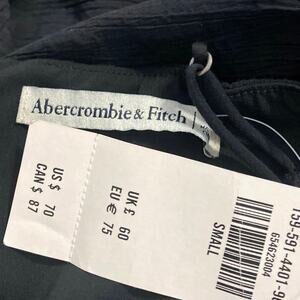 Abercrombie & Fitch
US $ 70
CAN $ 87
UK £ 60
EU € 75
SMALL
654623004